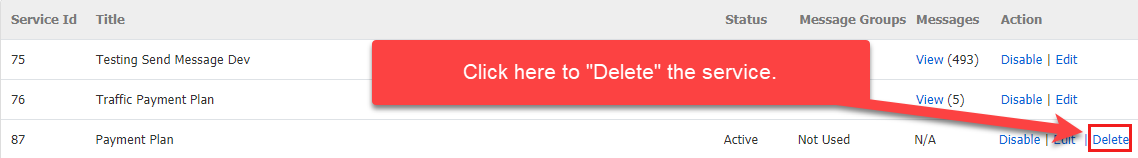 Service Id Title Status Message Groups Messages Action
75 Testing Send Message Dev View (493) Disable | Edit
Click here to "Delete" the service.
76 Traffic Payment Plan View (5) Disable | Edit
87 Payment Plan Active Not Used N/A Disable | Edit | Delete